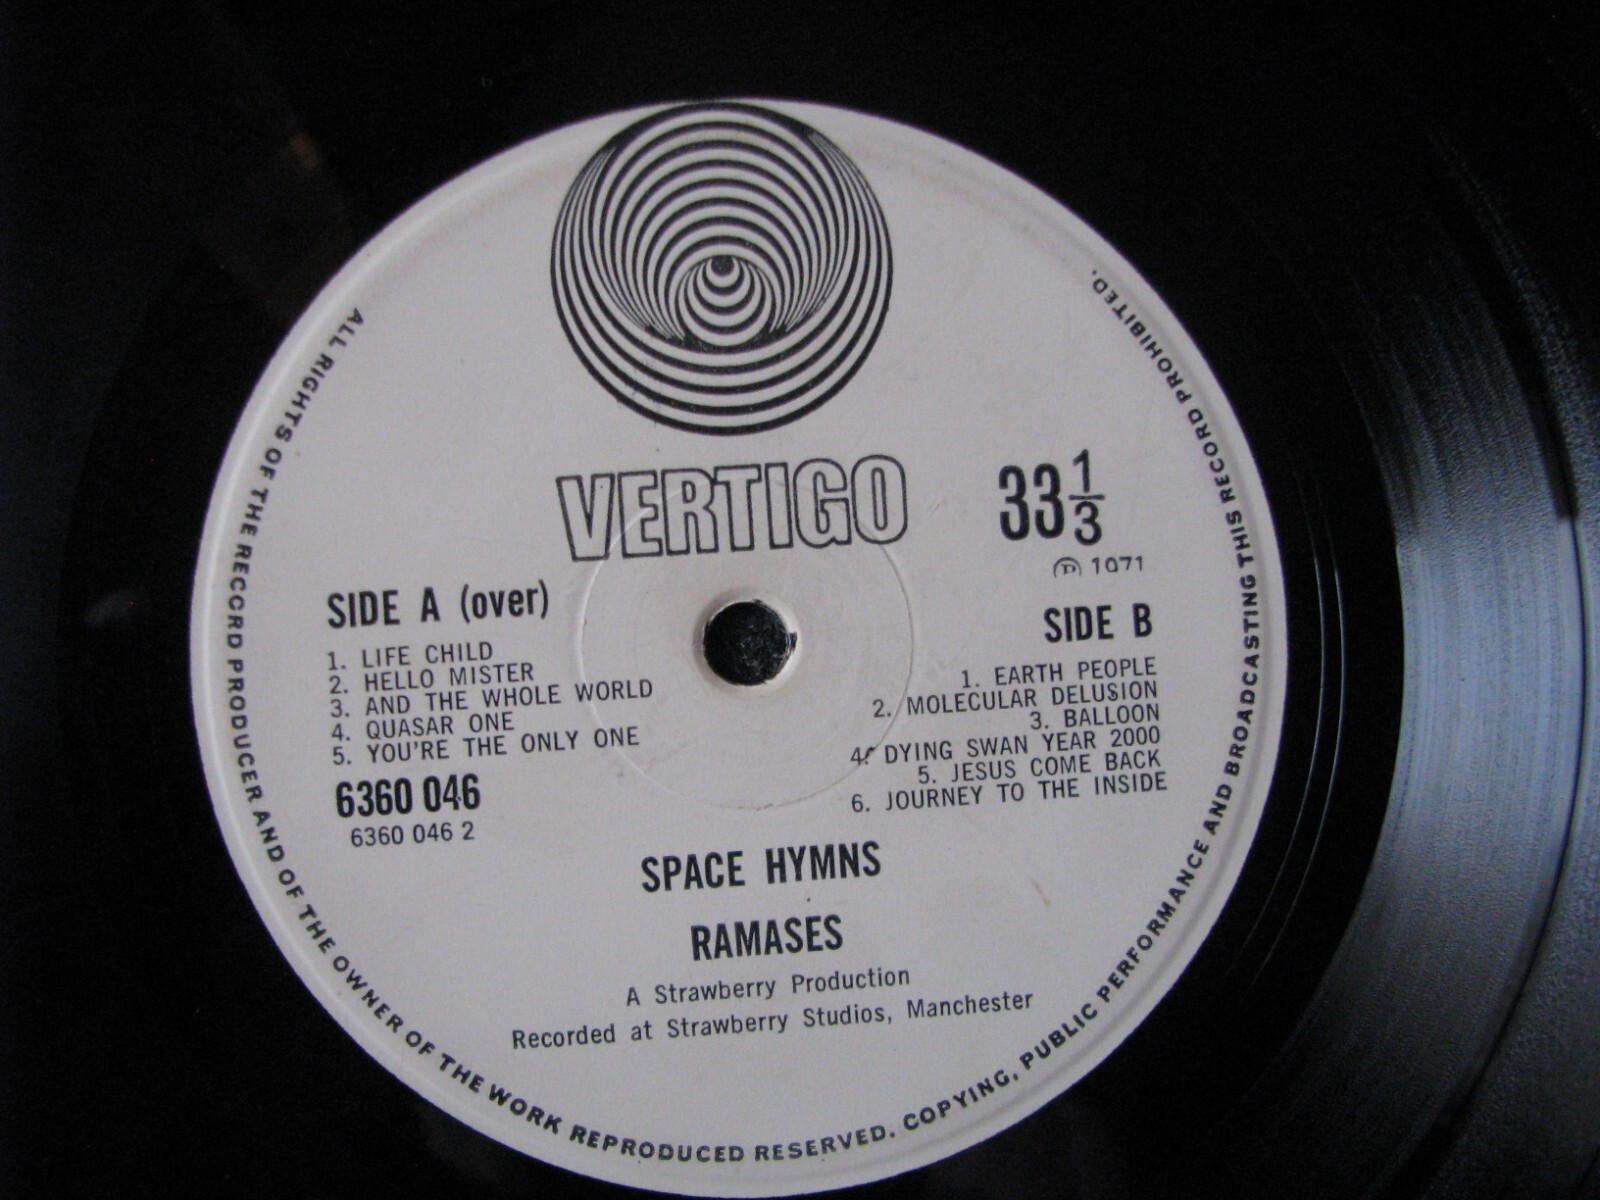 VERTIGO
33 1/3
Ⓟ 1971
SIDE A (over)
1. LIFE CHILD
2. HELLO MISTER
3. AND THE WHOLE WORLD
4. QUASAR ONE
5. YOU'RE THE ONLY ONE
6360 046
6360 046 2
SIDE B
1. EARTH PEOPLE
2. MOLECULAR DELUSION
3. BALLOON
4. DYING SWAN YEAR 2000
5. JESUS COME BACK
6. JOURNEY TO THE INSIDE
SPACE HYMNS
RAMASES
A Strawberry Production
Recorded at Strawberry Studios, Manchester
ALL RIGHTS OF THE RECORD PRODUCER AND OF THE OWNER OF THE WORK REPRODUCED RESERVED. COPYING, PUBLIC PERFORMANCE AND BROADCASTING THIS RECORD PROHIBITED.